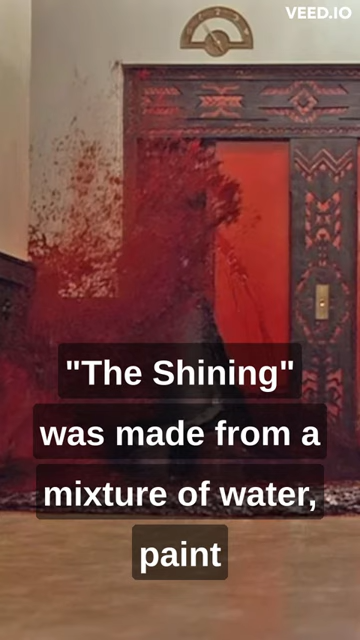 VEED.IO
"The Shining"
was made from a
mixture of water,
paint